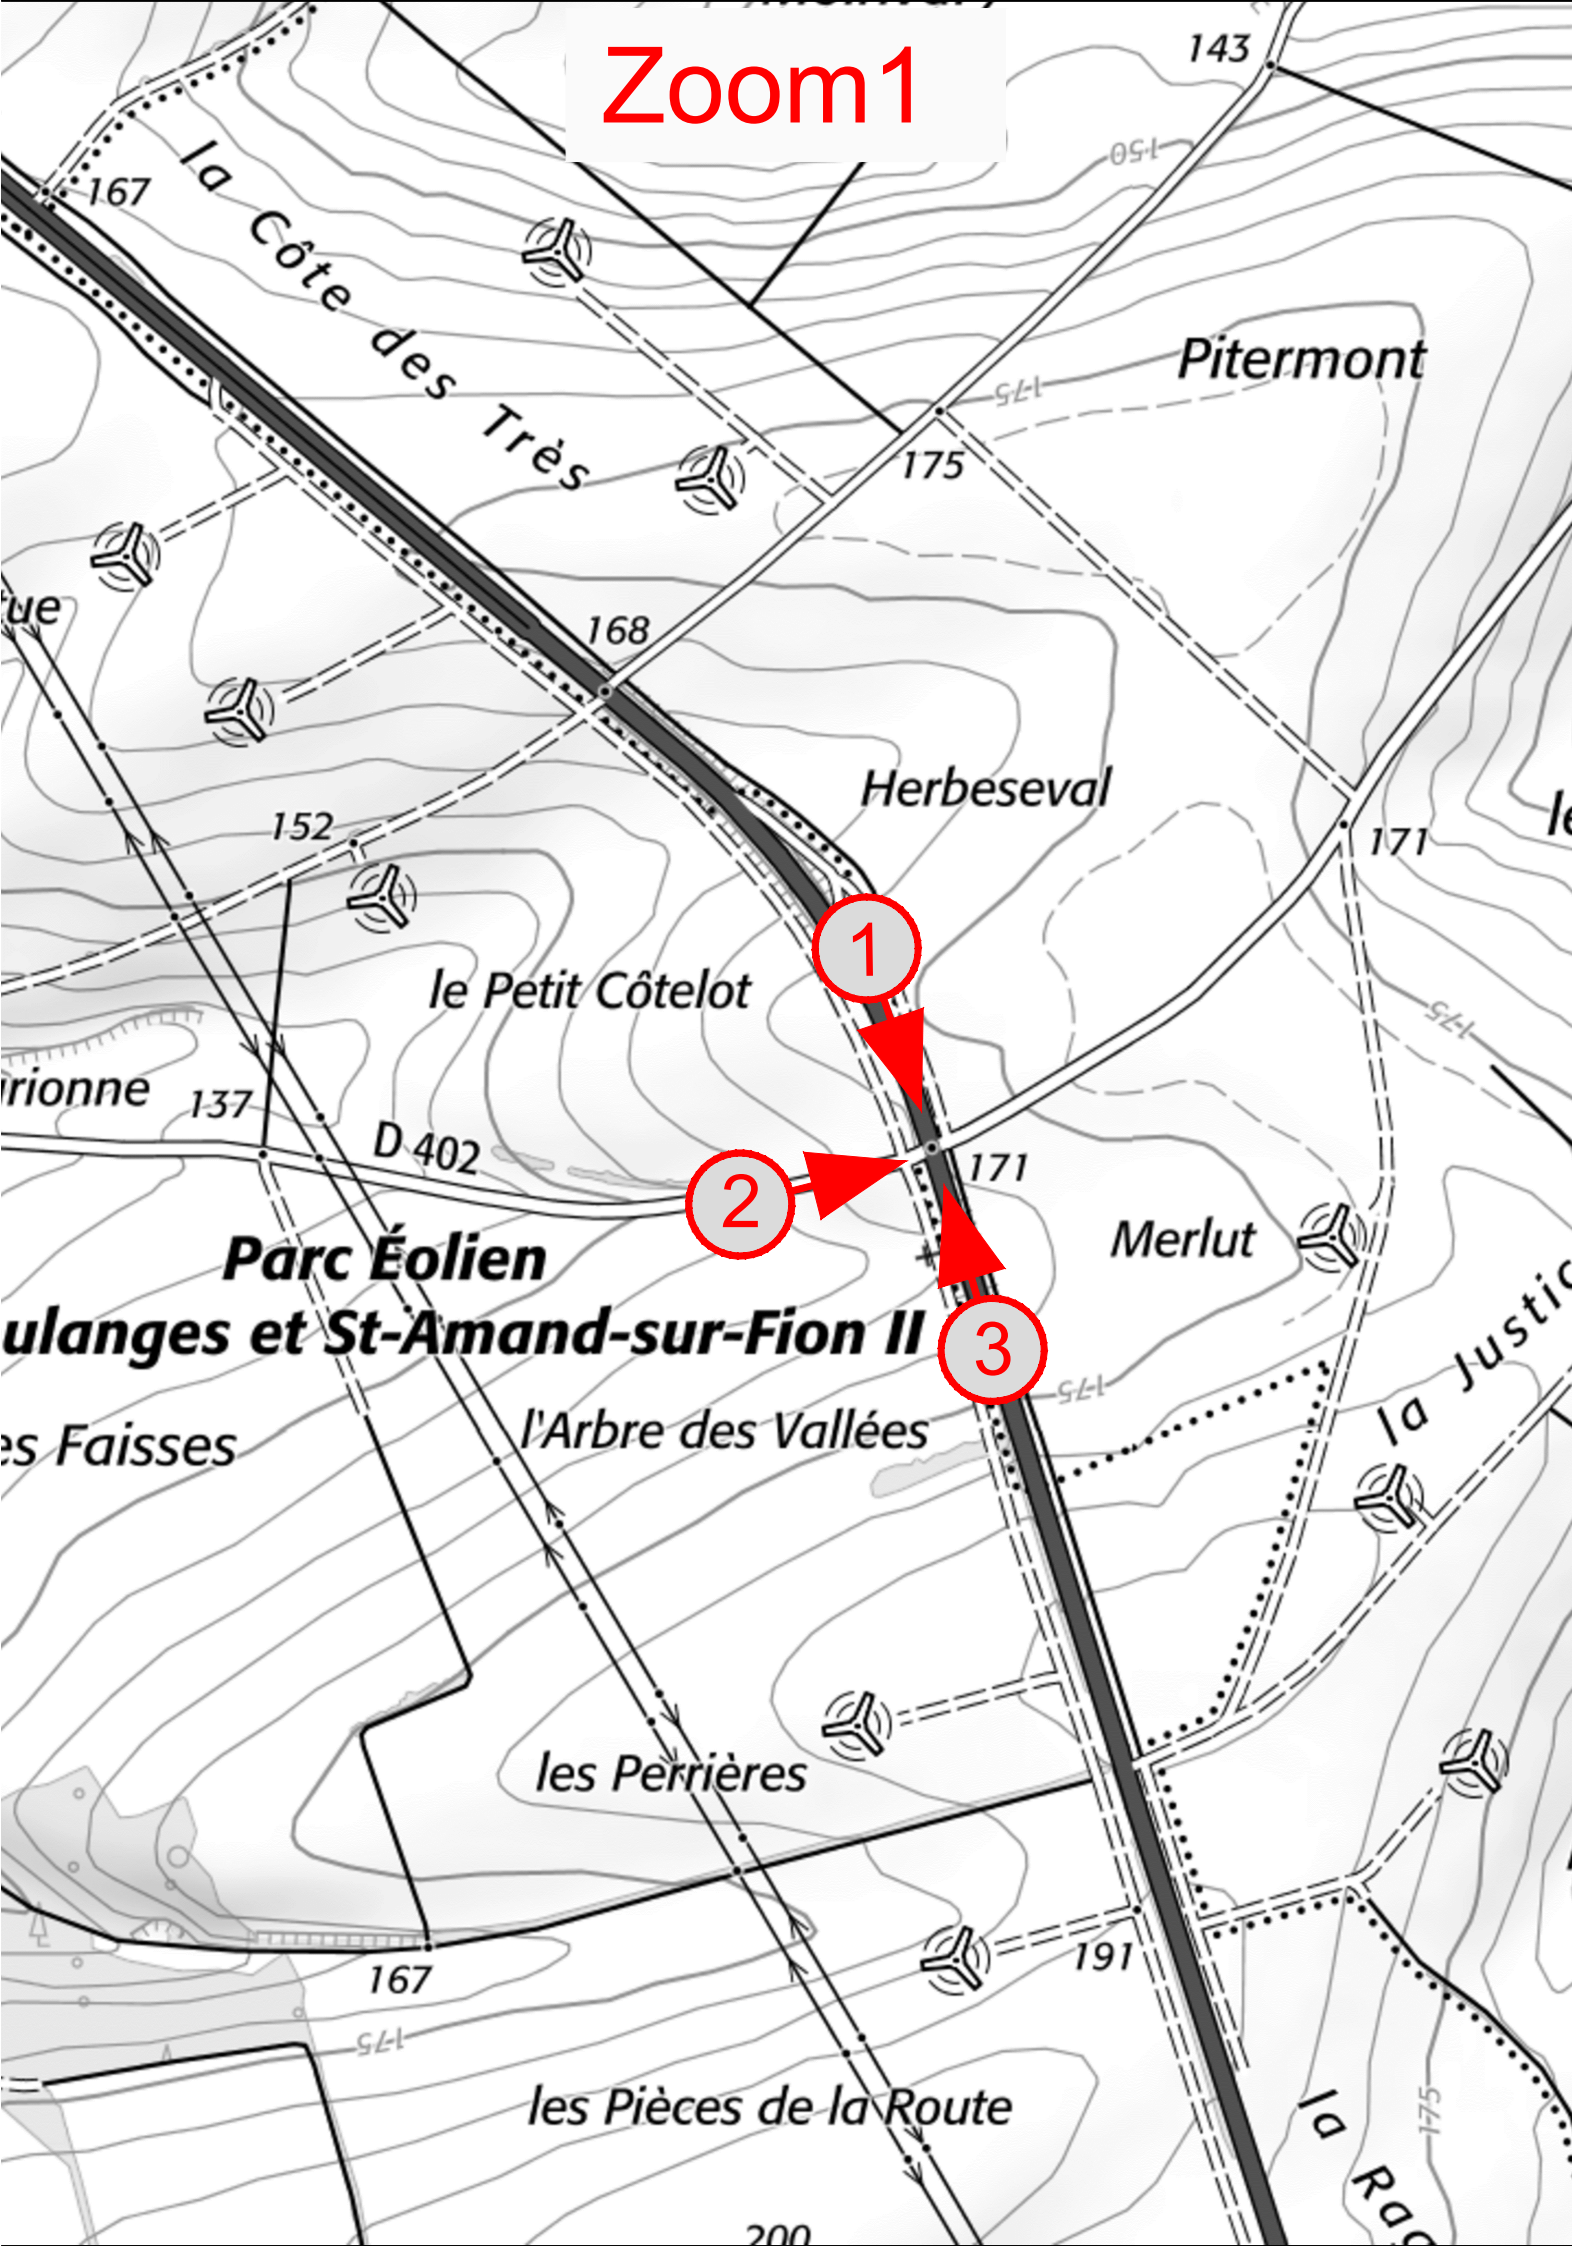 Zoom1
143
150
167
la Côte des Très
Pitermont
175
175
168
ue
Herbeseval
152
171
le
1
le Petit Côtelot
175
rionne
137
D 402
171
2
Merlut
Parc Éolien
ulanges et St-Amand-sur-Fion II
3
la Justic
175
l'Arbre des Vallées
es Faisses
les Perrières
191
167
175
les Pièces de la Route
175
la Rag
200